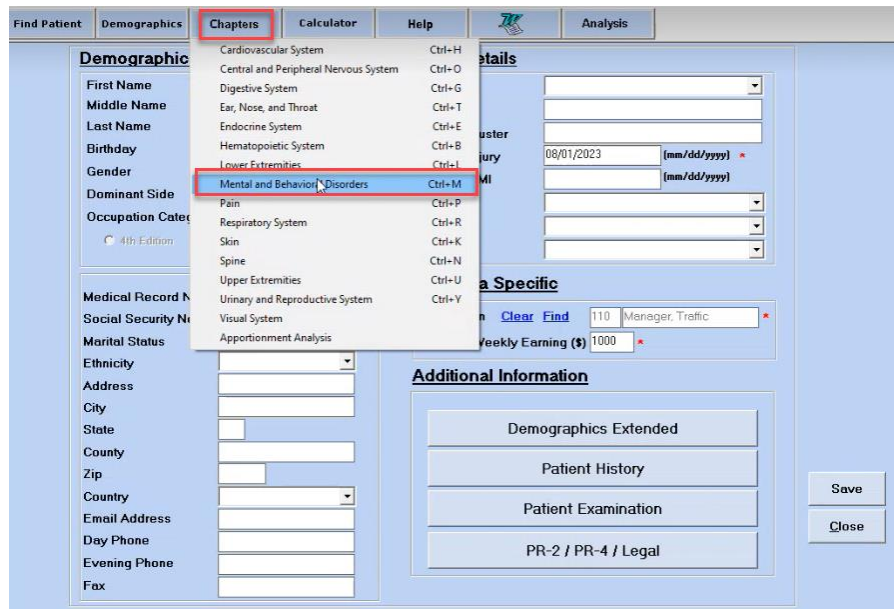 Find Patient Demographics Chapters Calculator Help Analysis
Demographic
First Name
Middle Name
Last Name
Birthday
Gender
Dominant Side
Occupation Categ
4th Edition
Cardiovascular System Ctrl+H
Central and Peripheral Nervous System Ctrl+O
Digestive System Ctrl+G
Ear, Nose, and Throat Ctrl+T
Endocrine System Ctrl+E
Hematopoietic System Ctrl+B
Lower Extremities Ctrl+L
Mental and Behavioral Disorders Ctrl+M
Pain Ctrl+P
Respiratory System Ctrl+R
Skin Ctrl+K
Spine Ctrl+N
Upper Extremities Ctrl+U
Urinary and Reproductive System Ctrl+Y
Visual System
Apportionment Analysis
etails
uster
jury 08/01/2023 (mm/dd/yyyy) *
MI (mm/dd/yyyy)
Medical Record N
Social Security Nu
Marital Status
Ethnicity
Address
City
State
County
Zip
Country
Email Address
Day Phone
Evening Phone
Fax
a Specific
n Clear Find 110 Manager, Traffic *
Weekly Earning ($) 1000 *
Additional Information
Demographics Extended
Patient History
Patient Examination
PR-2 / PR-4 / Legal
Save
Close